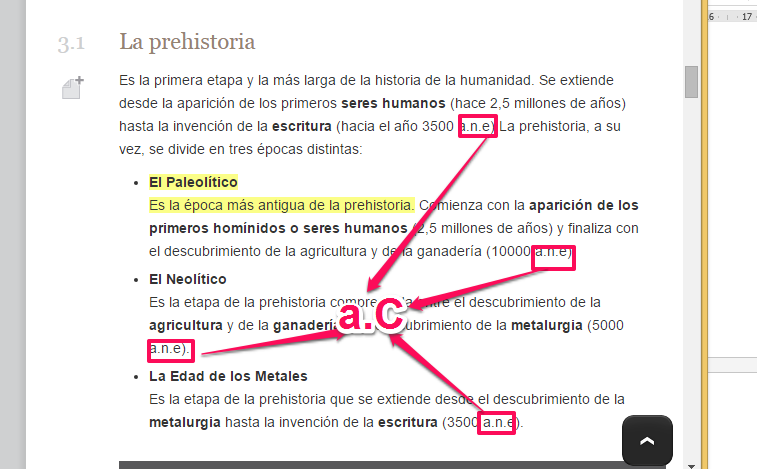 6 · ı · 17
3.1 La prehistoria
Es la primera etapa y la más larga de la historia de la humanidad. Se extiende
desde la aparición de los primeros seres humanos (hace 2,5 millones de años)
hasta la invención de la escritura (hacia el año 3500 a.n.e) La prehistoria, a su
vez, se divide en tres épocas distintas:
• El Paleolítico
Es la época más antigua de la prehistoria. Comienza con la aparición de los
primeros homínidos o seres humanos (2,5 millones de años) y finaliza con
el descubrimiento de la agricultura y de la ganadería (10000 a.n.e)
• El Neolítico
Es la etapa de la prehistoria entre el descubrimiento de la
a.C
agricultura y de la ganadería cubrimiento de la metalurgia (5000
a.n.e).
• La Edad de los Metales
Es la etapa de la prehistoria que se extiende desde el descubrimiento de la
metalurgia hasta la invención de la escritura (3500 a.n.e).